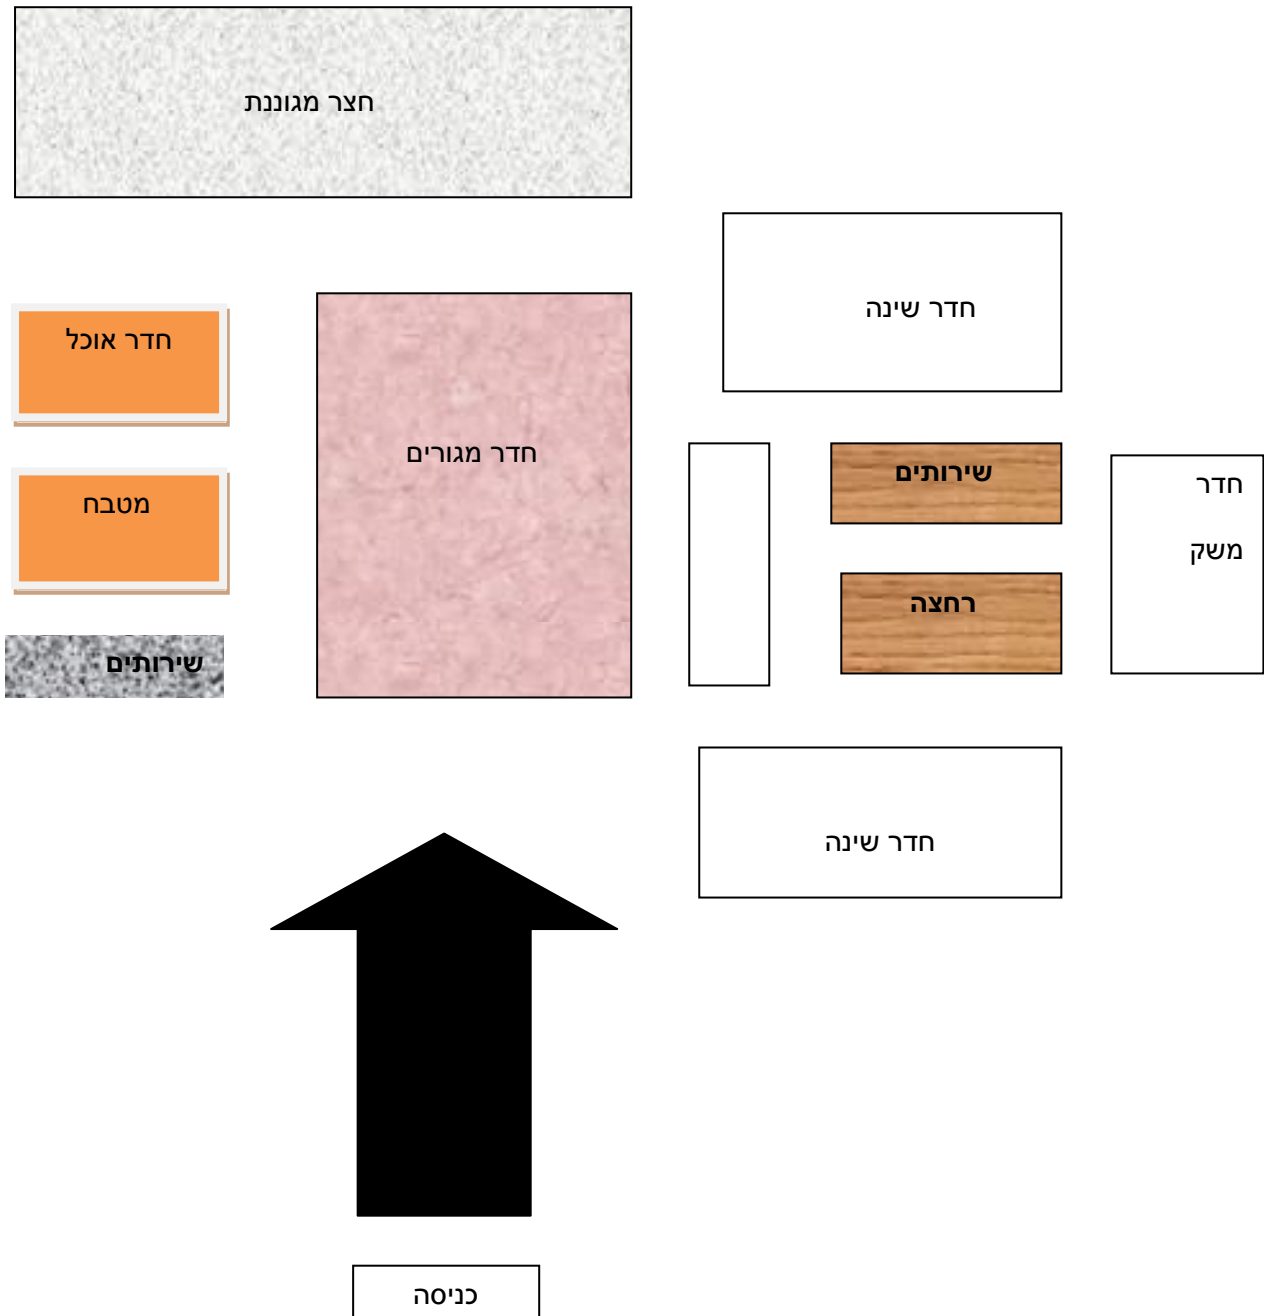 חצר מגוננת
חדר שינה
חדר אוכל
חדר מגורים
שירותים
חדר
משק
מטבח
רחצה
שירותים
חדר שינה
כניסה